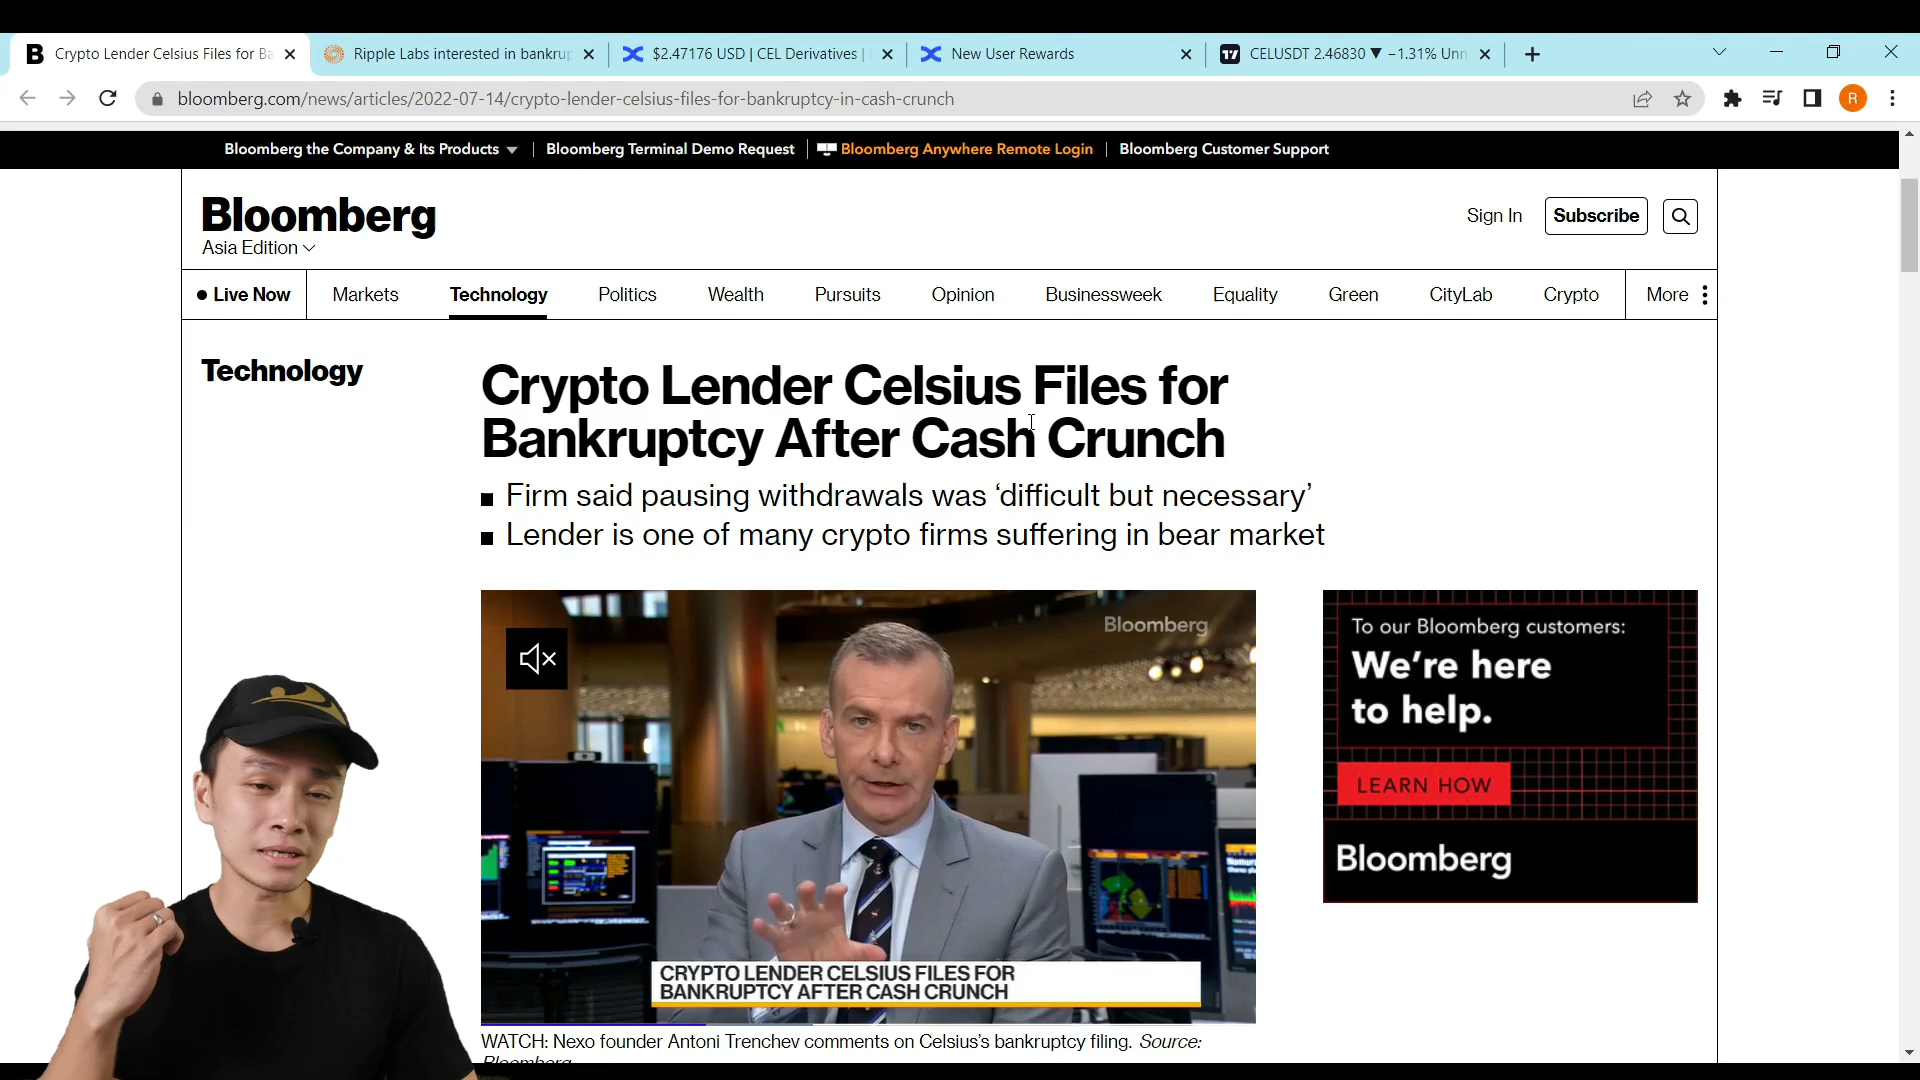 Crypto Lender Celsius Files for Ba
Ripple Labs interested in bankrup
$2.47176 USD | CEL Derivatives |
New User Rewards
CELUSDT 2.46830 ▼ −1.31% Unn
bloomberg.com/news/articles/2022-07-14/crypto-lender-celsius-files-for-bankruptcy-in-cash-crunch
R
Bloomberg the Company & Its Products ▼
Bloomberg Terminal Demo Request
Bloomberg Anywhere Remote Login
Bloomberg Customer Support
Bloomberg
Asia Edition
Sign In
Subscribe
Live Now
Markets
Technology
Politics
Wealth
Pursuits
Opinion
Businessweek
Equality
Green
CityLab
Crypto
More
Technology
Crypto Lender Celsius Files for
Bankruptcy After Cash Crunch
■ Firm said pausing withdrawals was ‘difficult but necessary’
■ Lender is one of many crypto firms suffering in bear market
Bloomberg
CRYPTO LENDER CELSIUS FILES FOR
BANKRUPTCY AFTER CASH CRUNCH
WATCH: Nexo founder Antoni Trenchev comments on Celsius's bankruptcy filing. Source:
Bloomberg
To our Bloomberg customers:
We’re here
to help.
LEARN HOW
Bloomberg